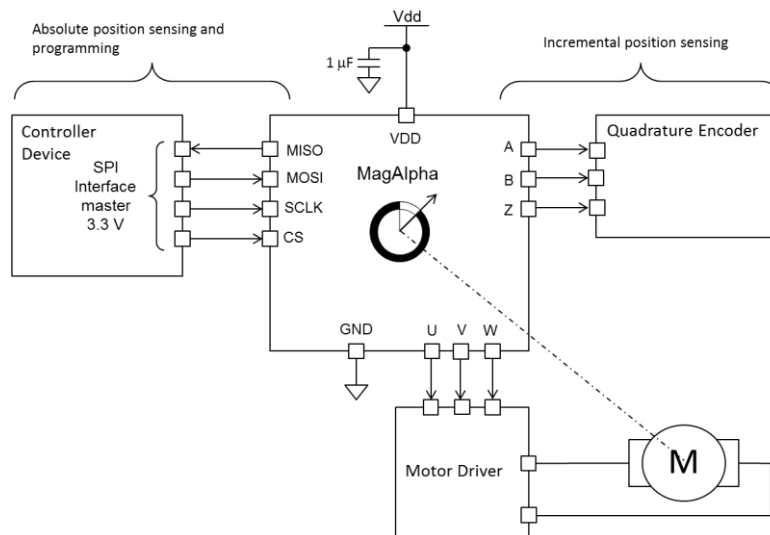 Absolute position sensing and
programming
Vdd
1 μF
Incremental position sensing
Controller
Device
SPI
Interface
master
3.3 V
VDD
MISO
MOSI
SCLK
CS
MagAlpha
A
B
Z
Quadrature Encoder
GND
U
V
W
Motor Driver
M